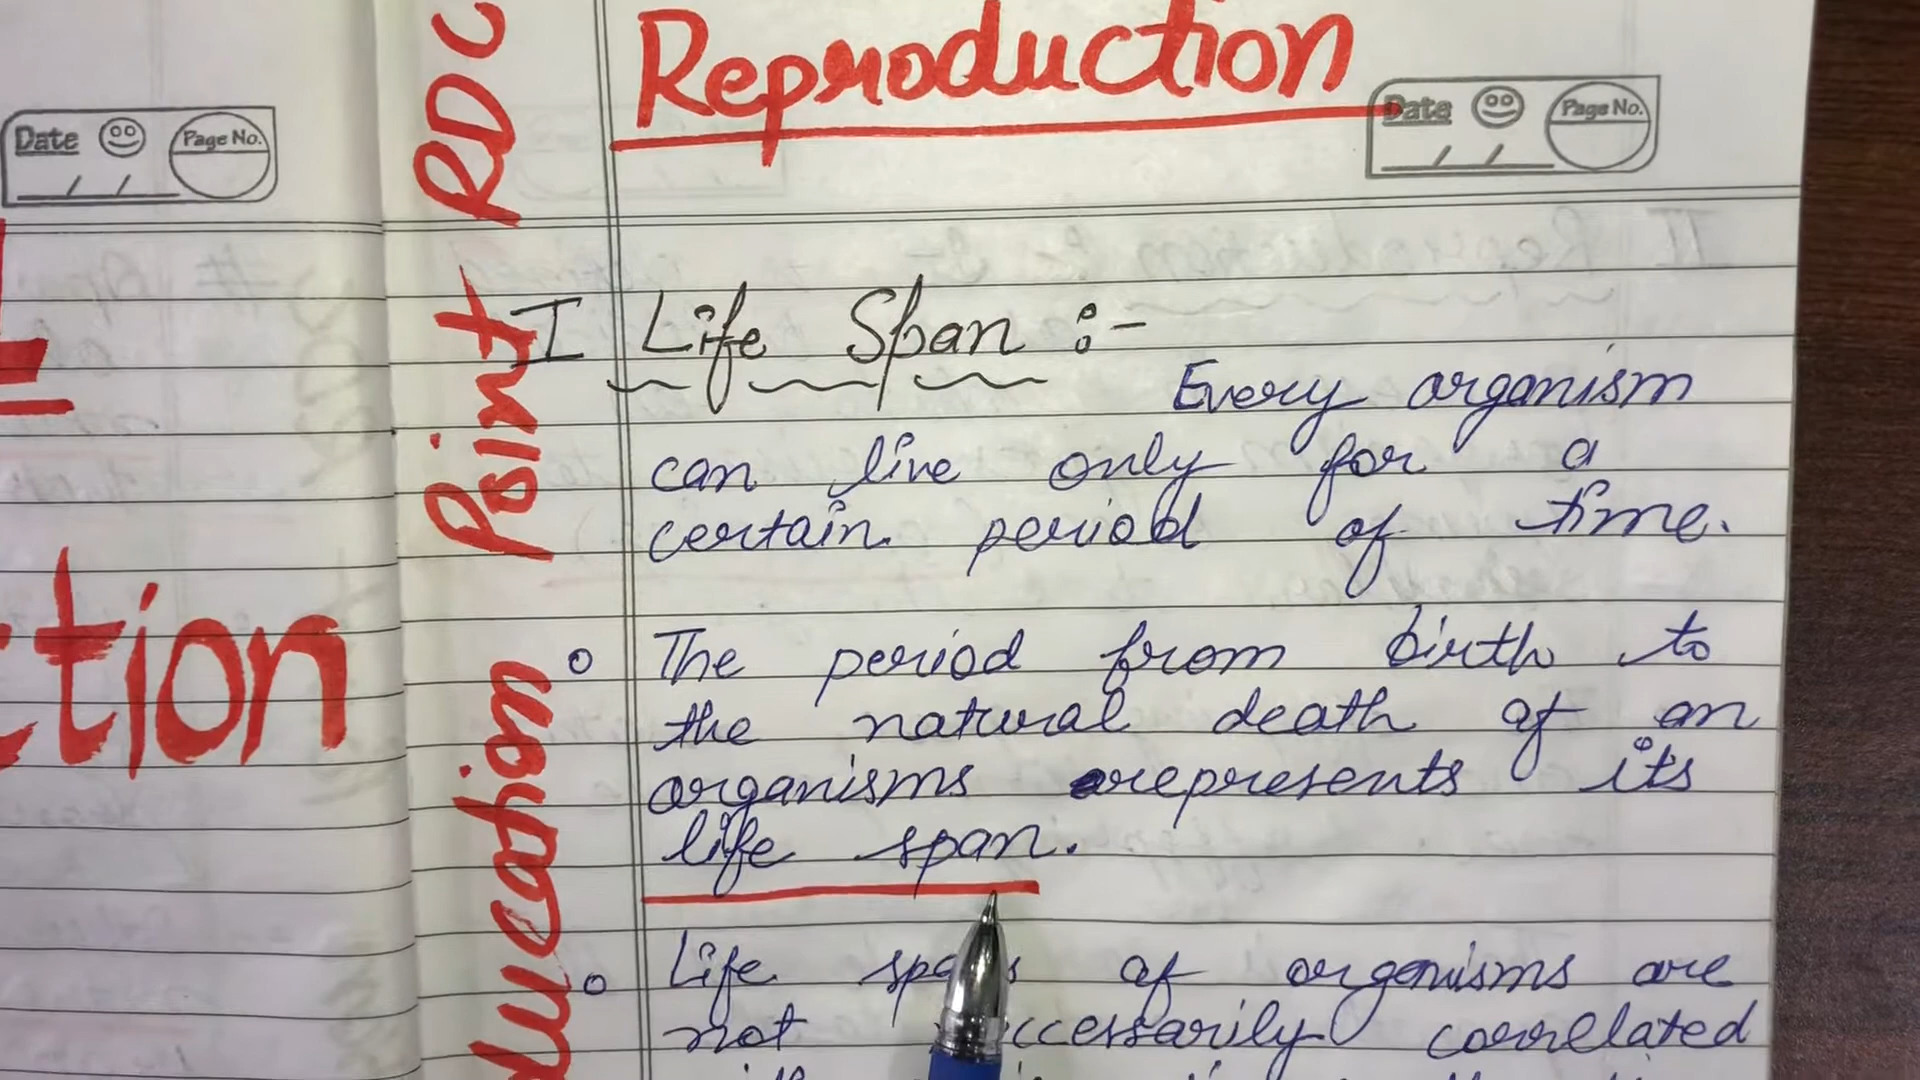 Reproduction
Date
Page No.
Date
Page No.
ction
ducation Point RDC
I Life Span :-
Every organism
can live only for a
certain. period of time.
The period from birth to
the natural death of an
organisms represents its
life span.
Life spans of organisms are
not correlated